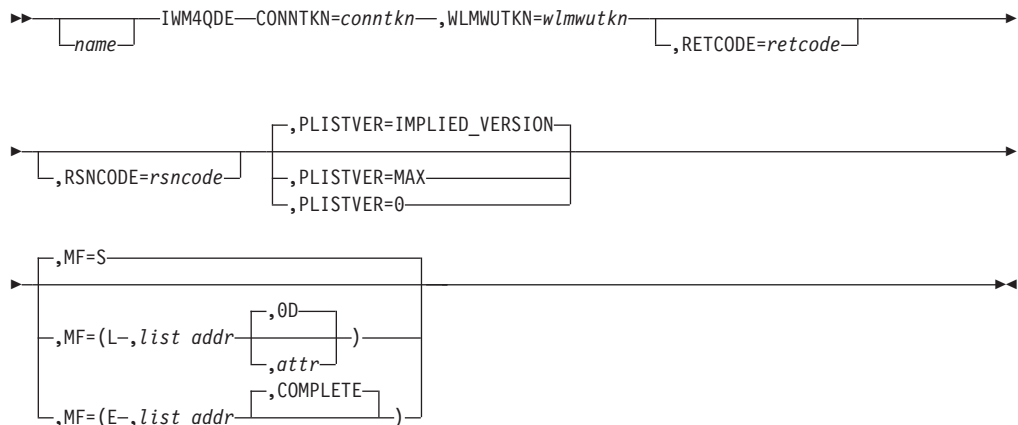 IWM4QDE CONNTKN=conntkn ,WLMWUTKN=wlmwutkn
name ,RETCODE=retcode
,PLISTVER=IMPLIED_VERSION
,RSNCODE=rsncode ,PLISTVER=MAX
,PLISTVER=0
,MF=S
,0D
,MF=(L ,list addr )
,attr
,COMPLETE
,MF=(E ,list addr )